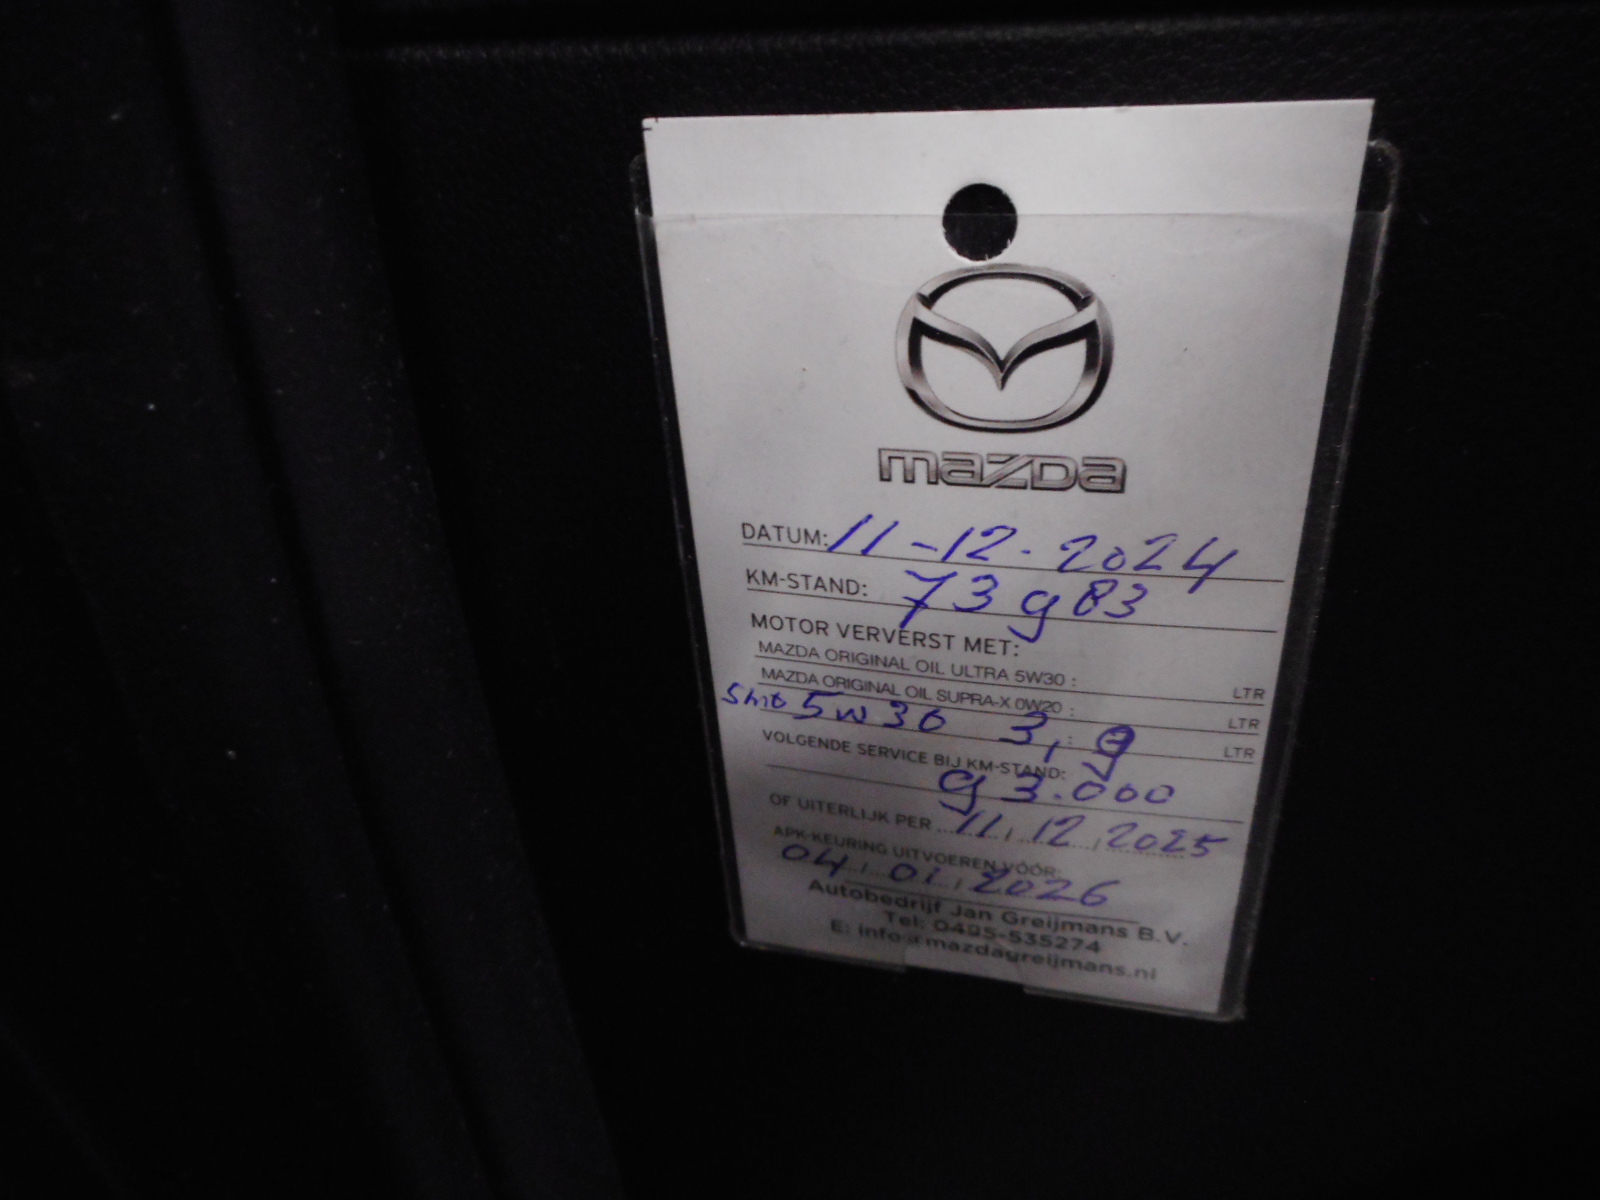 mazda
DATUM: 11-12-2024
KM-STAND: 73983
MOTOR VERVERST MET:
MAZDA ORIGINAL OIL ULTRA 5W30 : LTR
MAZDA ORIGINAL OIL SUPRA-X 0W20 : LTR
5W30 3,9 : LTR
VOLGENDE SERVICE BIJ KM-STAND:
93.000
OF UITERLIJK PER 11/12/2025
APK-KEURING UITVOEREN VÓÓR:
04/01/2026
Autobedrijf Jan Greijmans B.V.
Tel: 0495-535274
E: info@mazdagreijmans.nl